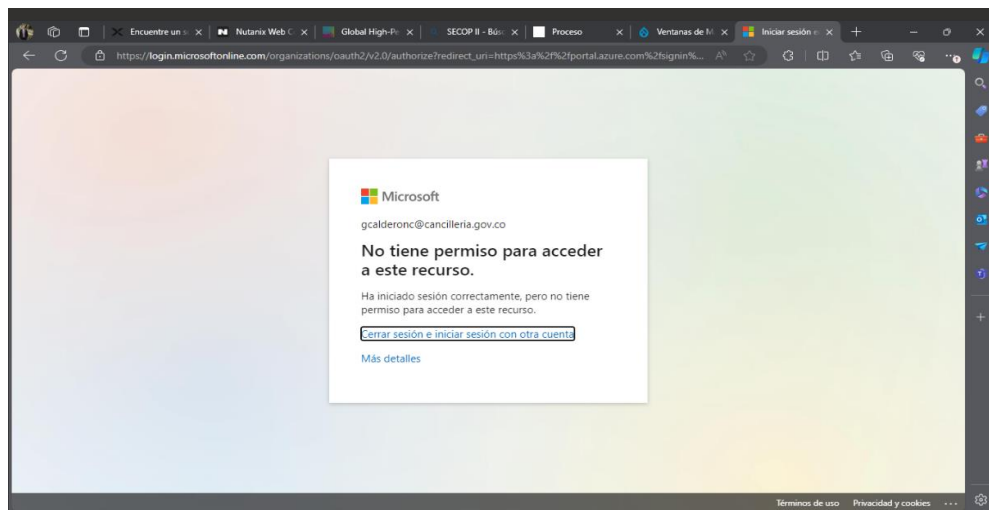 Encuentre un s
Nutanix Web C
Global High-Pe
SECOP II - Búsc
Proceso
Ventanas de M
Iniciar sesión e
https://login.microsoftonline.com/organizations/oauth2/v2.0/authorize?redirect_uri=https%3a%2f%2fportal.azure.com%2fsignin%...
Microsoft
gcalderonc@cancilleria.gov.co
No tiene permiso para acceder
a este recurso.
Ha iniciado sesión correctamente, pero no tiene
permiso para acceder a este recurso.
Cerrar sesión e iniciar sesión con otra cuenta
Más detalles
Términos de uso Privacidad y cookies ...